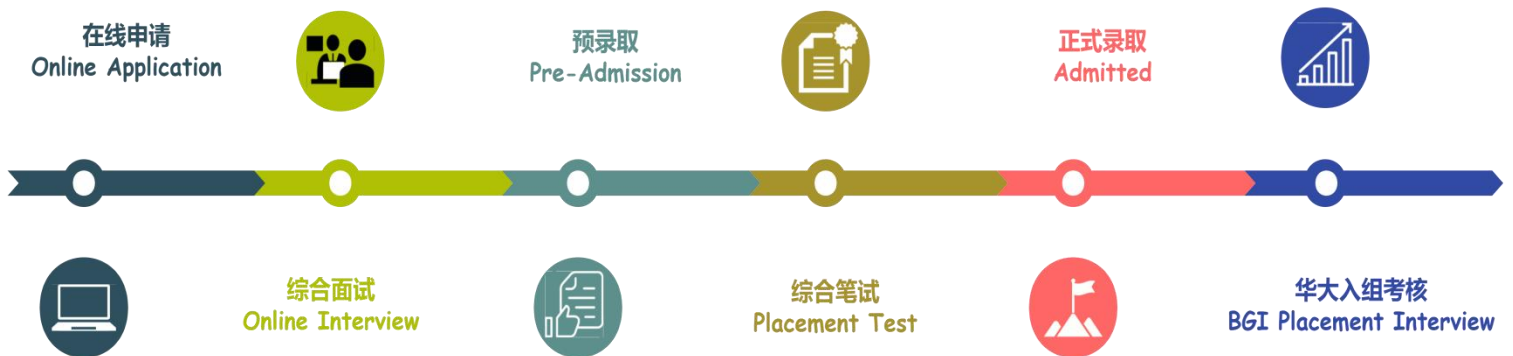 在线申请
Online Application
预录取
Pre-Admission
正式录取
Admitted
综合面试
Online Interview
综合笔试
Placement Test
华大入组考核
BGI Placement Interview